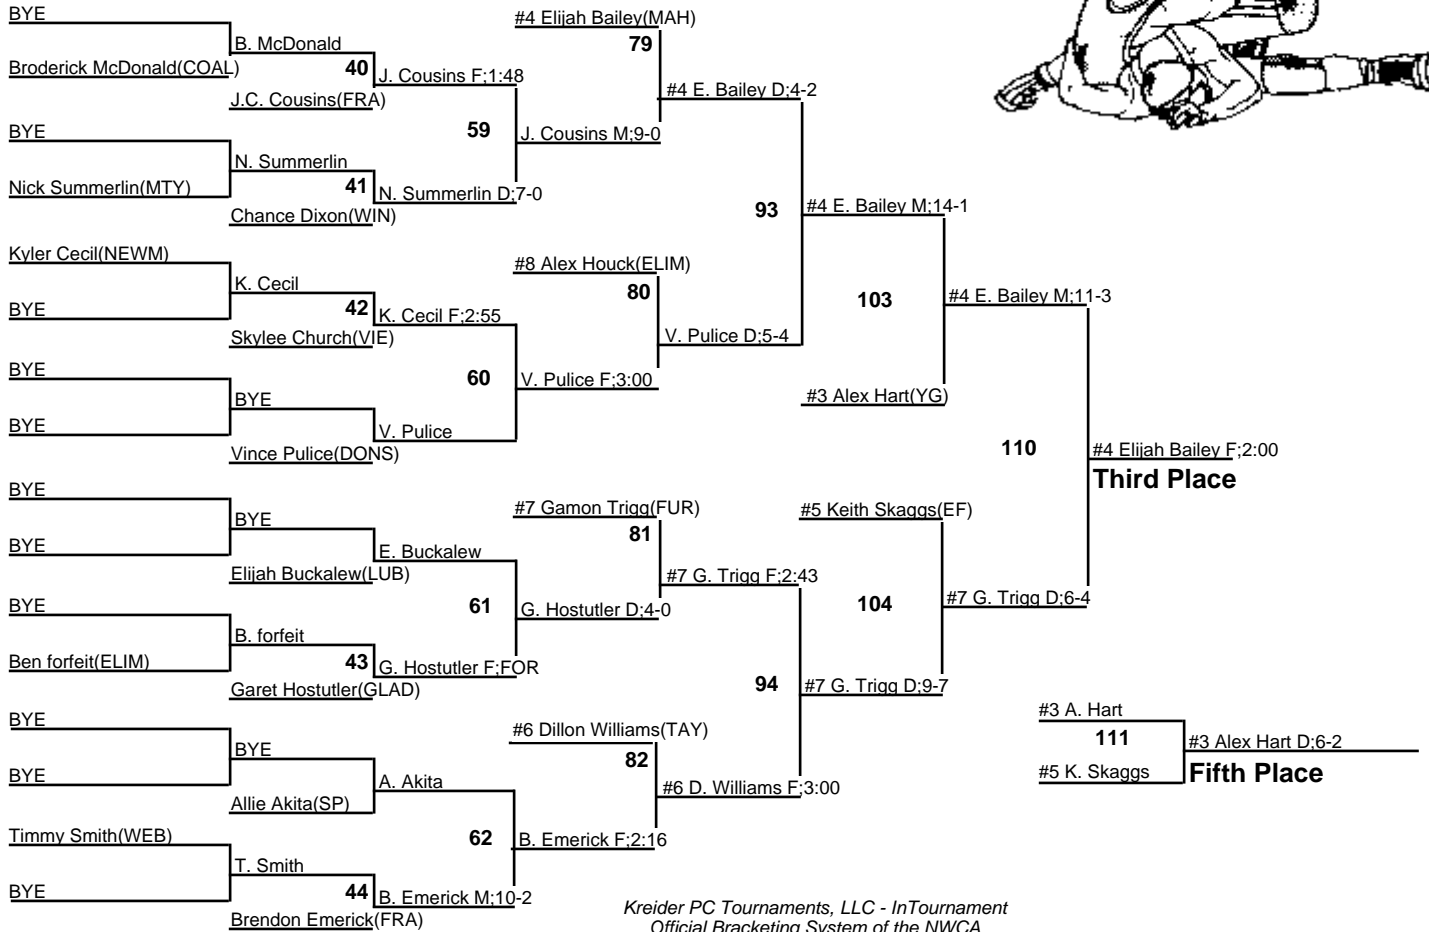 BYE
B. McDonald
Broderick McDonald(COAL)
40
J. Cousins F;1:48
J.C. Cousins(FRA)
59
J. Cousins M;9-0
BYE
N. Summerlin
Nick Summerlin(MTY)
41
N. Summerlin D;7-0
Chance Dixon(WIN)
#4 Elijah Bailey(MAH)
79
#4 E. Bailey D;4-2
93
#4 E. Bailey M;14-1
Kyler Cecil(NEWM)
K. Cecil
BYE
42
K. Cecil F;2:55
Skylee Church(VIE)
60
V. Pulice F;3:00
BYE
BYE
BYE
V. Pulice
Vince Pulice(DONS)
#8 Alex Houck(ELIM)
80
V. Pulice D;5-4
103
#4 E. Bailey M;11-3
#3 Alex Hart(YG)
110
#4 Elijah Bailey F;2:00
Third Place
BYE
BYE
BYE
E. Buckalew
Elijah Buckalew(LUB)
61
G. Hostutler D;4-0
BYE
B. forfeit
Ben forfeit(ELIM)
43
G. Hostutler F;FOR
Garet Hostutler(GLAD)
#7 Gamon Trigg(FUR)
81
#7 G. Trigg F;2:43
#5 Keith Skaggs(EF)
104
#7 G. Trigg D;6-4
94
#7 G. Trigg D;9-7
BYE
BYE
BYE
A. Akita
Allie Akita(SP)
62
B. Emerick F;2:16
Timmy Smith(WEB)
T. Smith
BYE
44
B. Emerick M;10-2
Brendon Emerick(FRA)
#6 Dillon Williams(TAY)
82
#6 D. Williams F;3:00
#3 A. Hart
111
#3 Alex Hart D;6-2
#5 K. Skaggs
Fifth Place
Kreider PC Tournaments, LLC - InTournament
Official Bracketing System of the NWCA